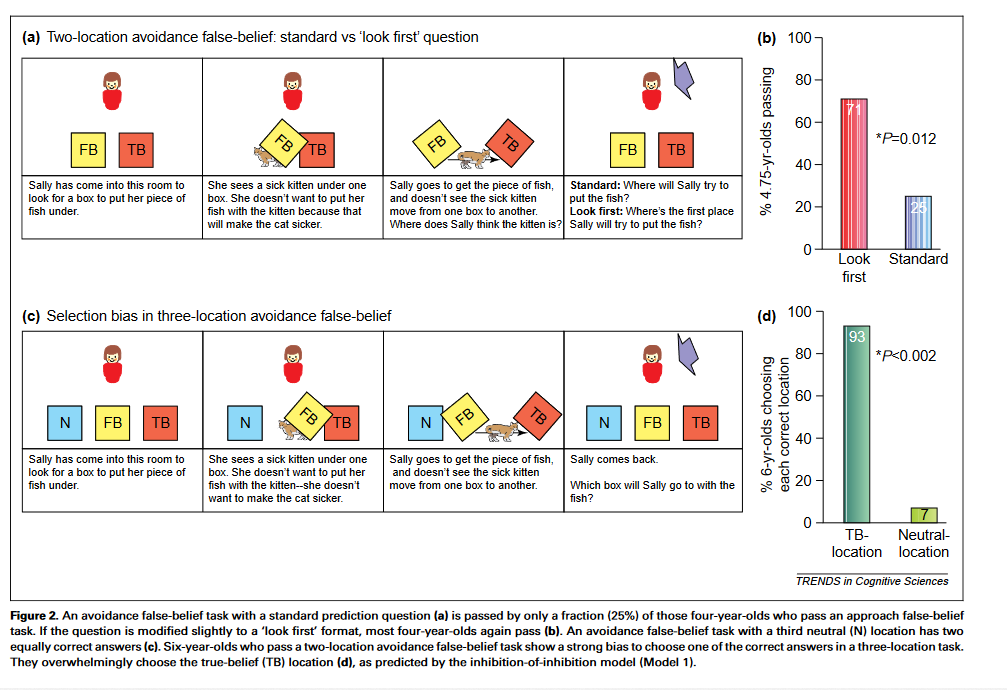 (a) Two-location avoidance false-belief: standard vs 'look first' question
FB
TB
FB
TB
FB
TB
FB
TB
Sally has come into this room to
look for a box to put her piece of
fish under.
She sees a sick kitten under one
box. She doesn't want to put her
fish with the kitten because that
will make the cat sicker.
Sally goes to get the piece of fish,
and doesn't see the sick kitten
move from one box to another.
Where does Sally think the kitten is?
Standard: Where will Sally try to
put the fish?
Look first: Where's the first place
Sally will try to put the fish?
(b)
% 4.75-yr-olds passing
100
80
60
40
20
0
71
25
*P=0.012
Look
first
Standard
(c) Selection bias in three-location avoidance false-belief
N
FB
TB
N
FB
TB
N
FB
TB
N
FB
TB
Sally has come into this room to
look for a box to put her piece of
fish under.
She sees a sick kitten under one
box. She doesn't want to put her
fish with the kitten--she doesn't
want to make the cat sicker.
Sally goes to get the piece of fish,
and doesn't see the sick kitten
move from one box to another.
Sally comes back.
Which box will Sally go to with the
fish?
(d)
% 6-yr-olds choosing
each correct location
100
80
60
40
20
0
93
7
*P<0.002
TB-
location
Neutral-
location
TRENDS in Cognitive Sciences
Figure 2. An avoidance false-belief task with a standard prediction question (a) is passed by only a fraction (25%) of those four-year-olds who pass an approach false-belief
task. If the question is modified slightly to a 'look first' format, most four-year-olds again pass (b). An avoidance false-belief task with a third neutral (N) location has two
equally correct answers (c). Six-year-olds who pass a two-location avoidance false-belief task show a strong bias to choose one of the correct answers in a three-location task.
They overwhelmingly choose the true-belief (TB) location (d), as predicted by the inhibition-of-inhibition model (Model 1).